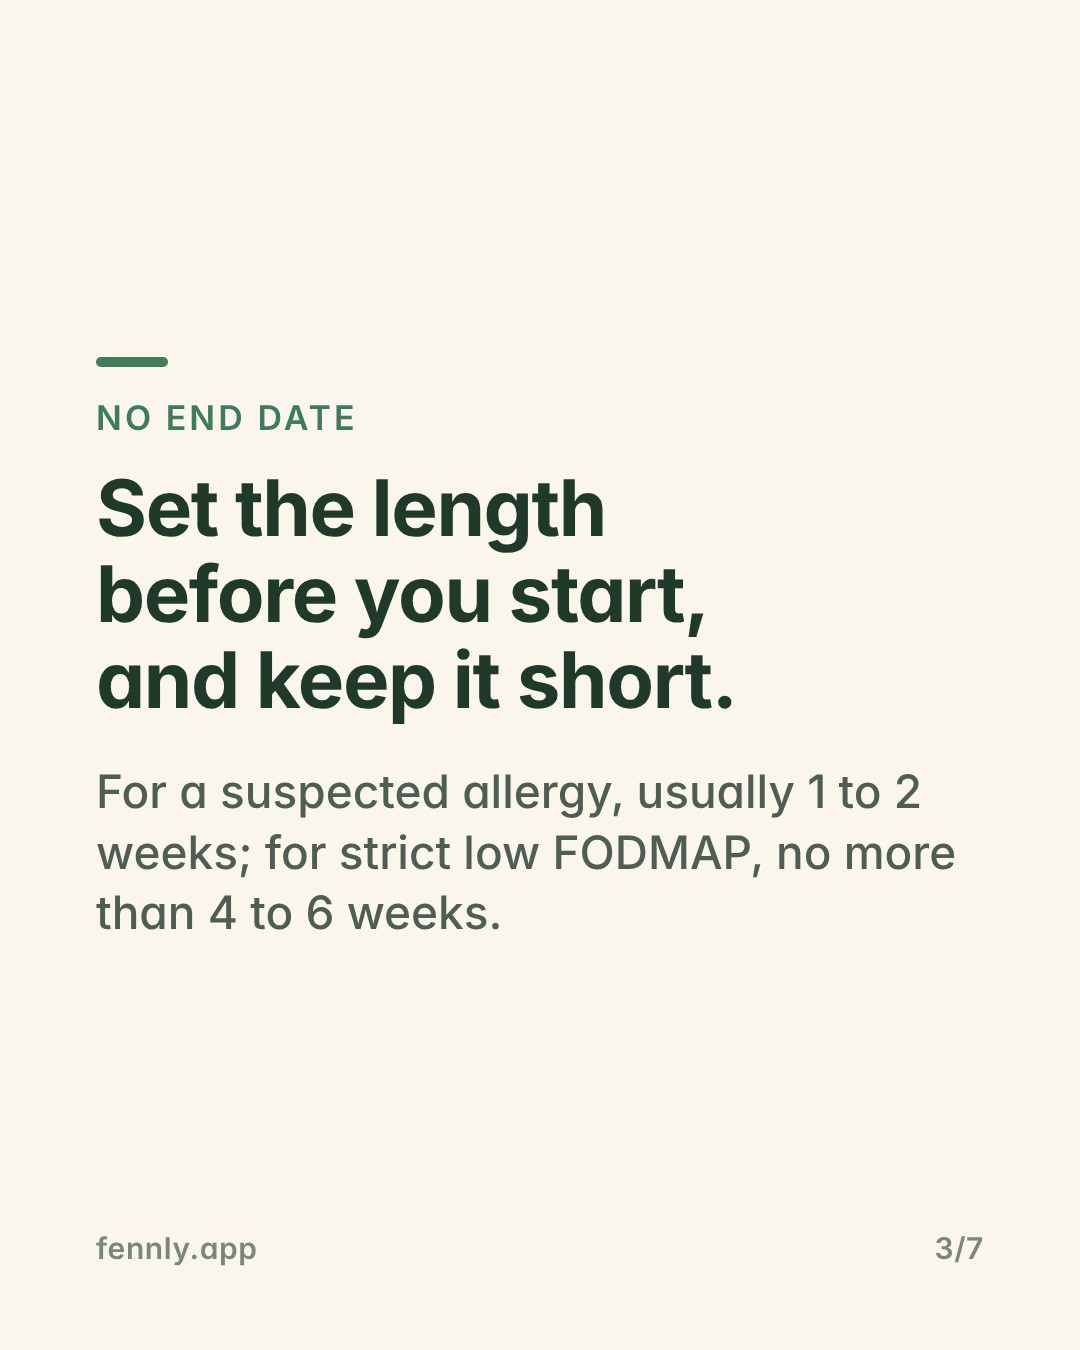 NO END DATE
Set the length
before you start,
and keep it short.
For a suspected allergy, usually 1 to 2
weeks; for strict low FODMAP, no more
than 4 to 6 weeks.
fennly.app
3/7